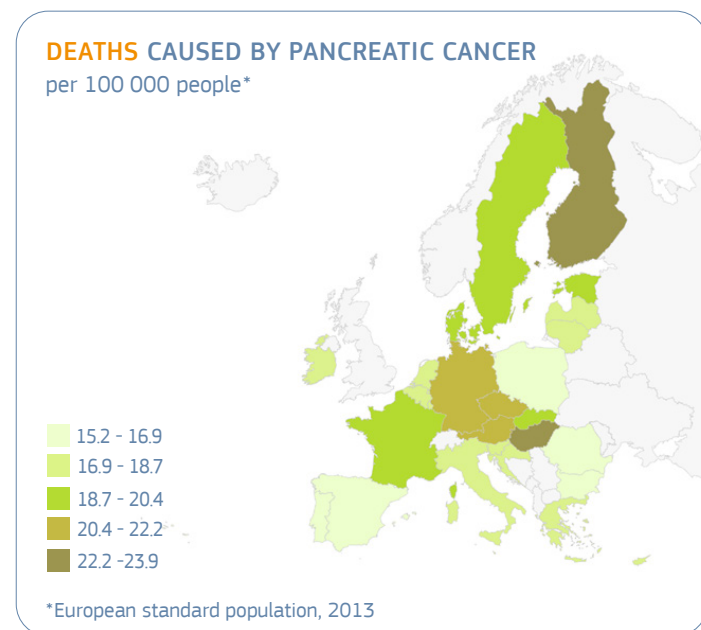 DEATHS CAUSED BY PANCREATIC CANCER
per 100 000 people*
15.2 - 16.9
16.9 - 18.7
18.7 - 20.4
20.4 - 22.2
22.2 -23.9
*European standard population, 2013